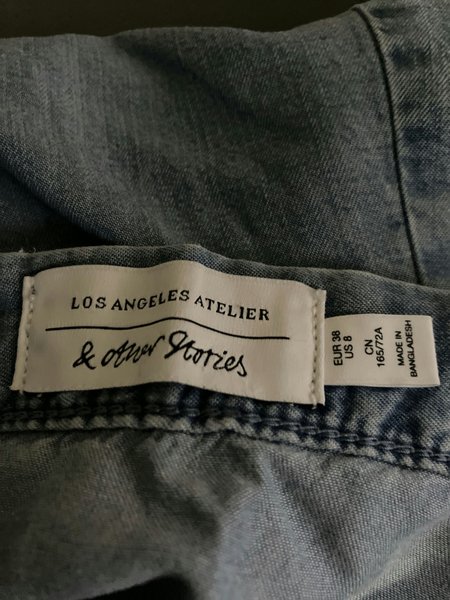 LOS ANGELES ATELIER
& other Stories
EUR 38
US 8
CN
165/72A
MADE IN
BANGLADESH